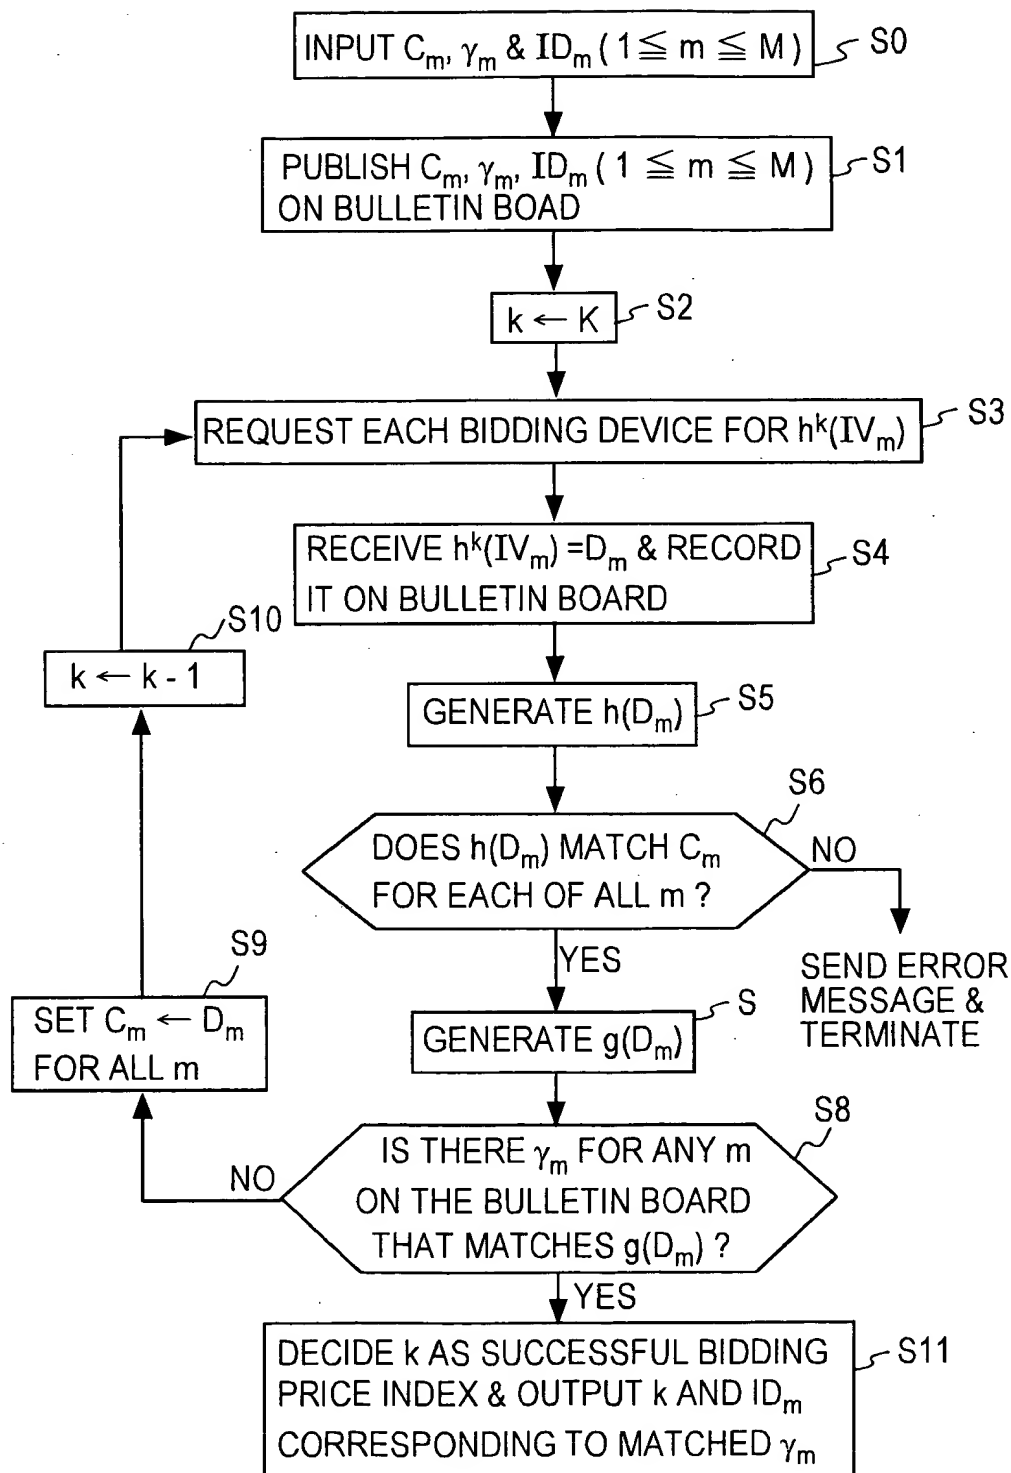 INPUT Cm, γm & IDm ( 1 ≦ m ≦ M )
S0
PUBLISH Cm, γm, IDm ( 1 ≦ m ≦ M )
ON BULLETIN BOAD
S1
k ← K
S2
REQUEST EACH BIDDING DEVICE FOR h^k(IVm)
S3
RECEIVE h^k(IVm) =Dm & RECORD
IT ON BULLETIN BOARD
S4
S10
k ← k - 1
GENERATE h(Dm)
S5
S6
DOES h(Dm) MATCH Cm
FOR EACH OF ALL m ?
NO
YES
SEND ERROR
MESSAGE &
TERMINATE
S9
SET Cm ← Dm
FOR ALL m
GENERATE g(Dm)
S
S8
IS THERE γm FOR ANY m
ON THE BULLETIN BOARD
THAT MATCHES g(Dm) ?
NO
YES
DECIDE k AS SUCCESSFUL BIDDING
PRICE INDEX & OUTPUT k AND IDm
CORRESPONDING TO MATCHED γm
S11